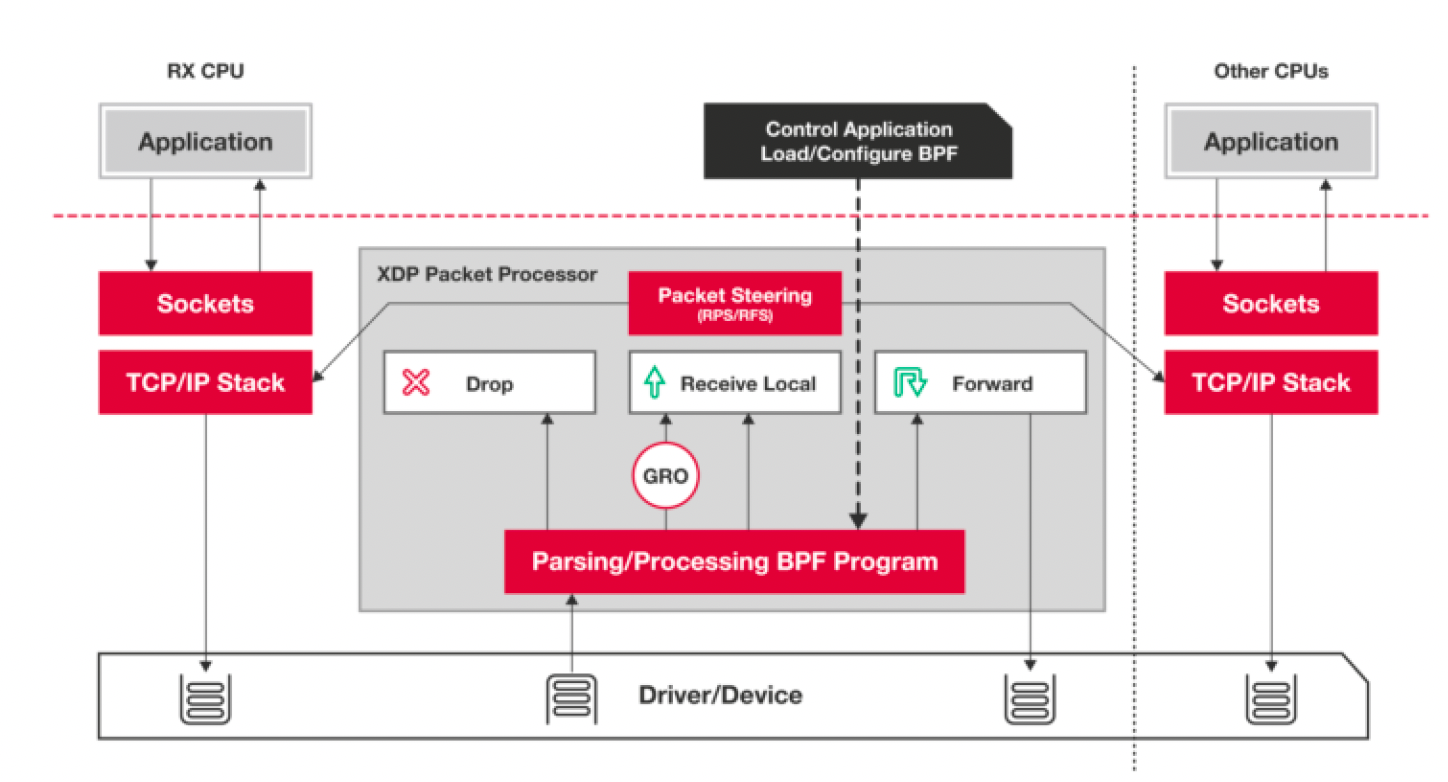 RX CPU
Other CPUs
Application
Control Application
Load/Configure BPF
Application
XDP Packet Processor
Sockets
Packet Steering
(RPS/RFS)
Sockets
TCP/IP Stack
Drop
Receive Local
Forward
TCP/IP Stack
GRO
Parsing/Processing BPF Program
Driver/Device